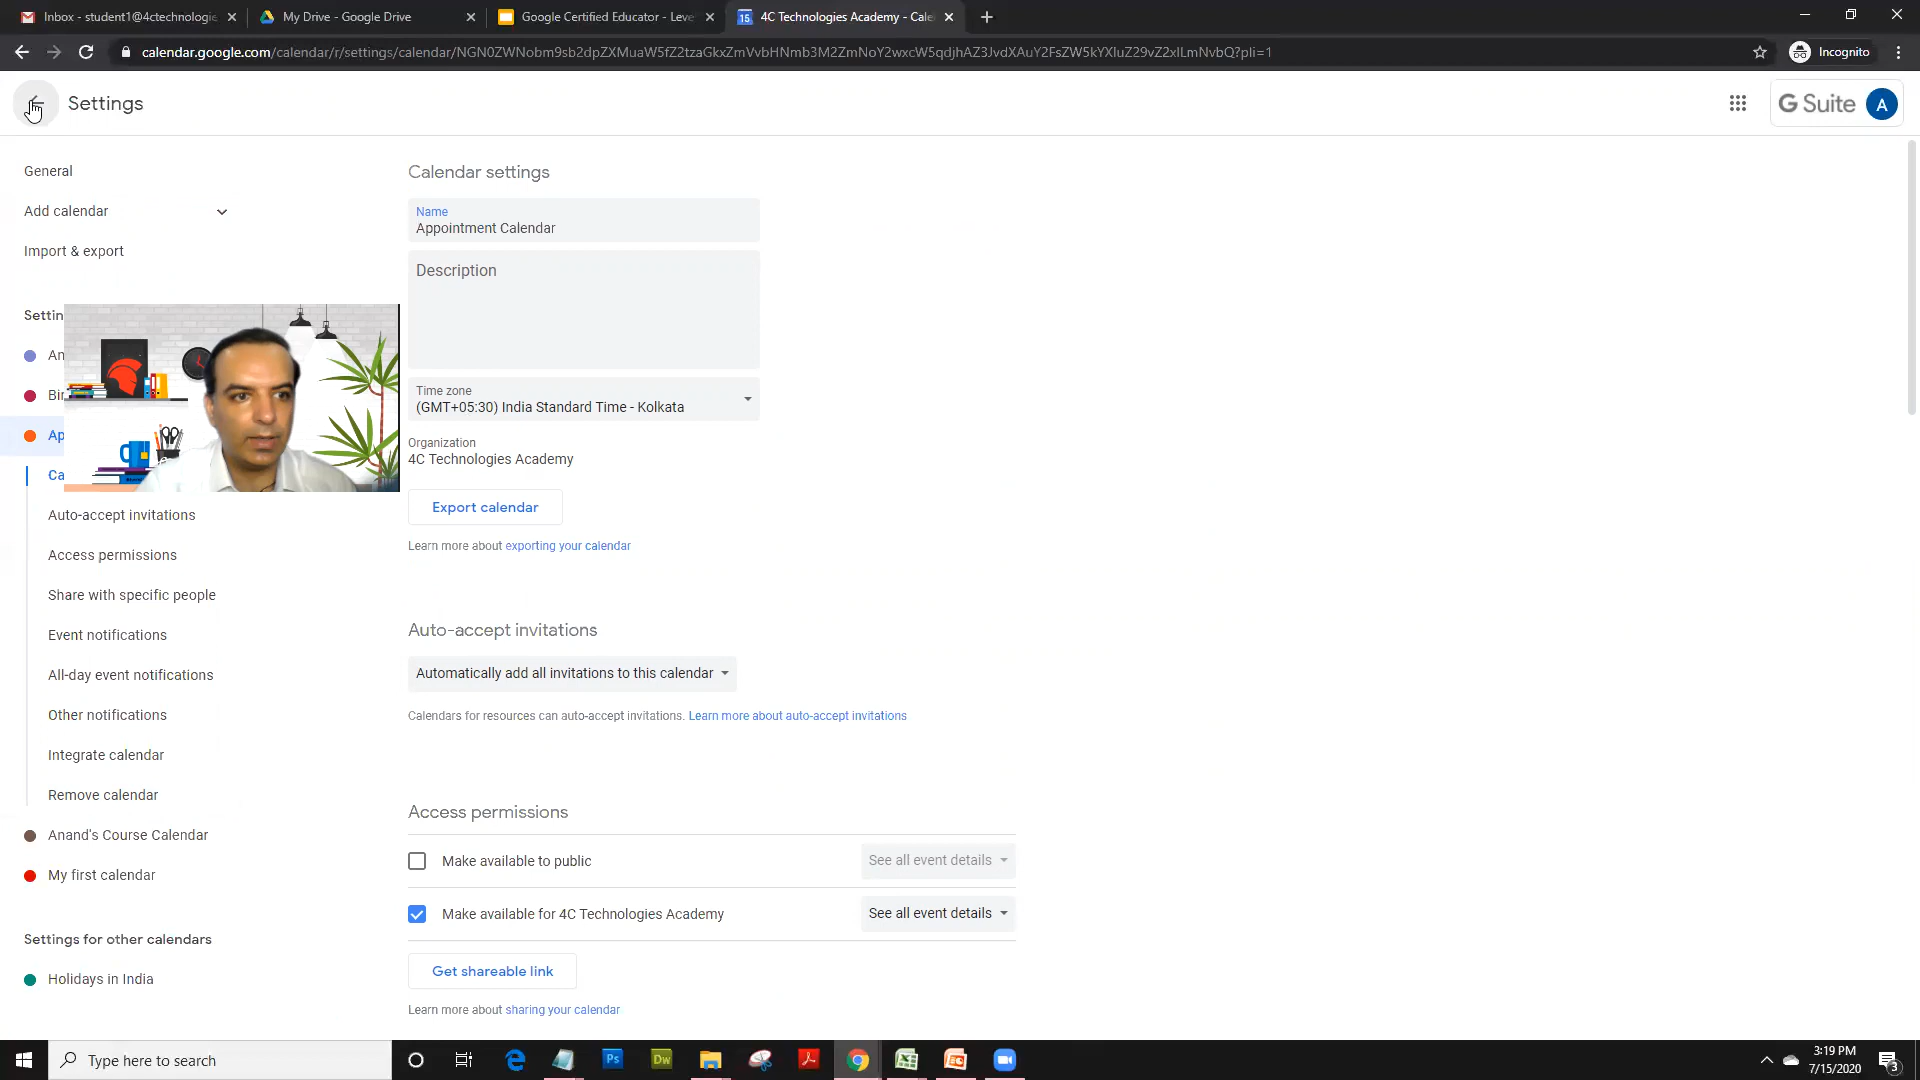 Inbox - student1@4ctechnologie
My Drive - Google Drive
Google Certified Educator - Leve
4C Technologies Academy - Cale
calendar.google.com/calendar/r/settings/calendar/
Incognito
Settings
G Suite
A
General
Add calendar
Import & export
Settin
An
Bir
Ap
Ca
Auto-accept invitations
Access permissions
Share with specific people
Event notifications
All-day event notifications
Other notifications
Integrate calendar
Remove calendar
Anand's Course Calendar
My first calendar
Settings for other calendars
Holidays in India
Calendar settings
Name
Appointment Calendar
Description
Time zone
(GMT+05:30) India Standard Time - Kolkata
Organization
4C Technologies Academy
Export calendar
Learn more about exporting your calendar
Auto-accept invitations
Automatically add all invitations to this calendar
Calendars for resources can auto-accept invitations. Learn more about auto-accept invitations
Access permissions
Make available to public
See all event details
Make available for 4C Technologies Academy
See all event details
Get shareable link
Learn more about sharing your calendar
Type here to search
Ps
Dw
3:19 PM
7/15/2020
3